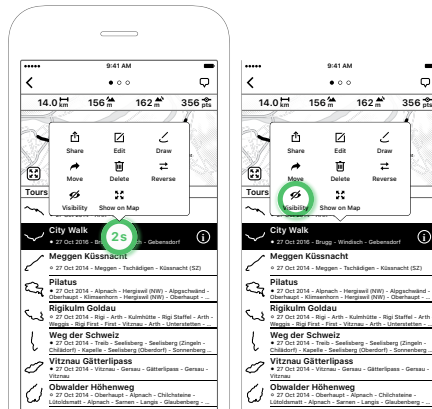 9:41 AM
14.0 km 156 m 162 m 356 pts
Share Edit Draw
Move Delete Reverse
Visibility Show on Map
Tours
City Walk
27 Oct 2016 - Br 2s ch - Gebensdorf
Meggen Küssnacht
27 Oct 2014 - Meggen - Tschädigen - Küssnacht (SZ)
Pilatus
27 Oct 2014 - Alpnach - Hergiswil (NW) - Alpgschwänd -
Oberhaupt - Klimsenhorn - Hergiswil (NW) - Alpnach - ...
Rigikulm Goldau
27 Oct 2014 - Rigi - Arth - Kulmhütte - Rigi Staffel - Arth -
Weggis - Rigi First - First - Vitznau - Arth - Unterstetten - ...
Weg der Schweiz
27 Oct 2014 - Treib - Seelisberg - Seelisberg (Zingeln -
Chilädorf) - Kapelle - Seelisberg (Oberdorf) - Sonnenberg ...
Vitznau Gätterlipass
27 Oct 2014 - Vitznau - Gersau - Gätterlipass - Gersau -
Vitznau
Obwalder Höhenweg
27 Oct 2014 - Oberhaupt - Alpnach - Chilchsteine -
Lütoldsmatt - Alpnach - Sarnen - Langis - Glaubenberg - ...
9:41 AM
14.0 km 156 m 162 m 356 pts
Share Edit Draw
Move Delete Reverse
Visibility Show on Map
Tours
City Walk
27 Oct 2016 - Brugg - Windisch - Gebensdorf
Meggen Küssnacht
27 Oct 2014 - Meggen - Tschädigen - Küssnacht (SZ)
Pilatus
27 Oct 2014 - Alpnach - Hergiswil (NW) - Alpgschwänd -
Oberhaupt - Klimsenhorn - Hergiswil (NW) - Alpnach - ...
Rigikulm Goldau
27 Oct 2014 - Rigi - Arth - Kulmhütte - Rigi Staffel - Arth
Weggis - Rigi First - First - Vitznau - Arth - Unterstetten - ...
Weg der Schweiz
27 Oct 2014 - Treib - Seelisberg - Seelisberg (Zingeln -
Chilädorf) - Kapelle - Seelisberg (Oberdorf) - Sonnenberg ...
Vitznau Gätterlipass
27 Oct 2014 - Vitznau - Gersau - Gätterlipass - Gersau -
Vitznau
Obwalder Höhenweg
27 Oct 2014 - Oberhaupt - Alpnach - Chilchsteine -
Lütoldsmatt - Alpnach - Sarnen - Langis - Glaubenberg - ...